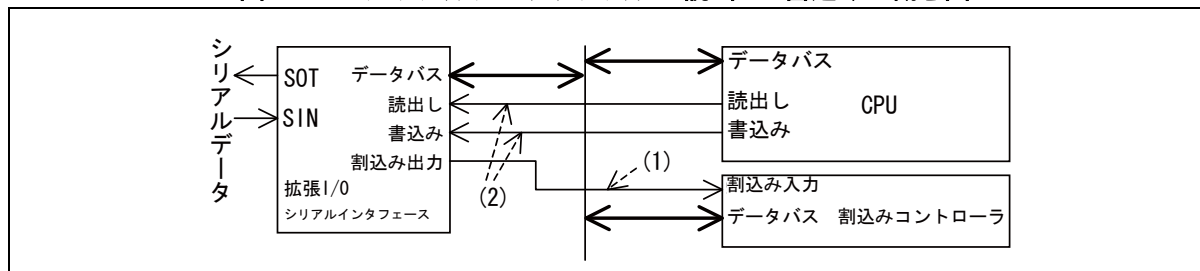 シリアルデータ
SOT
SIN
データバス
読出し
書込み
割込み出力
拡張I/O
シリアルインタフェース
(2)
(1)
データバス
読出し
書込み
CPU
割込み入力
データバス 割込みコントローラ